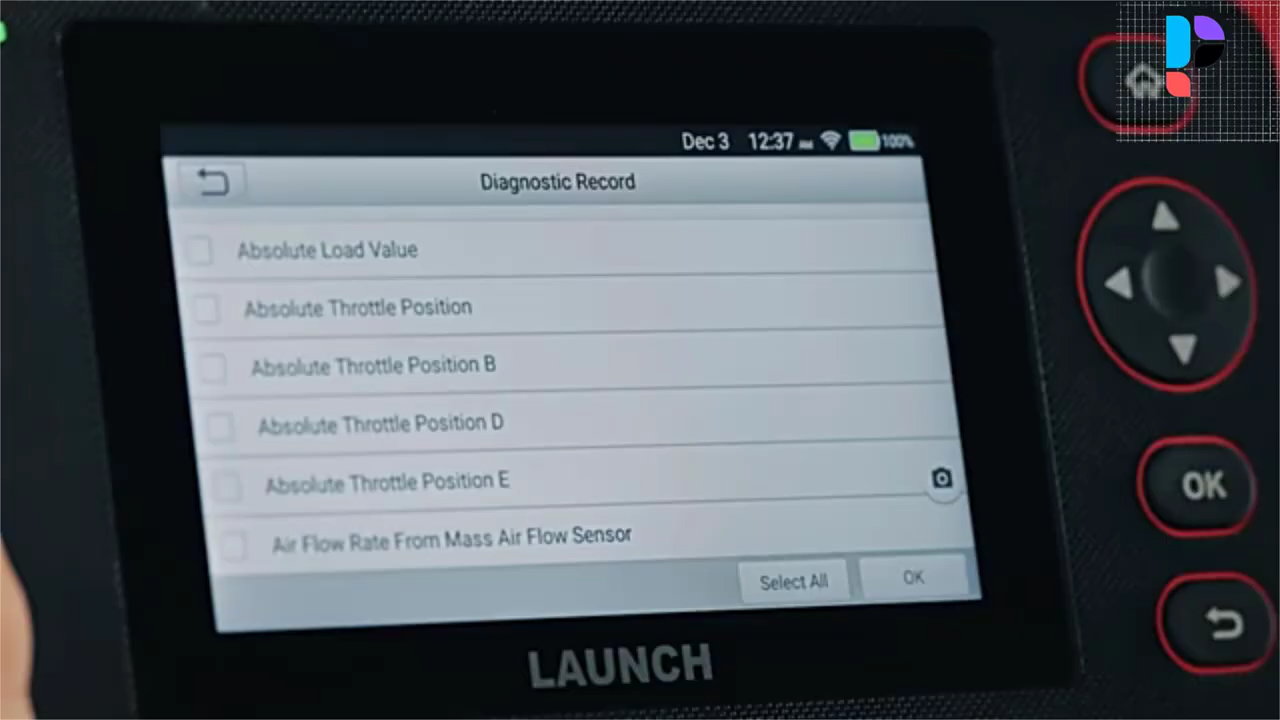 Dec 3 12:37 100%
Diagnostic Record
Absolute Load Value
Absolute Throttle Position
Absolute Throttle Position B
Absolute Throttle Position D
Absolute Throttle Position E
Air Flow Rate From Mass Air Flow Sensor
Select All OK
LAUNCH
OK